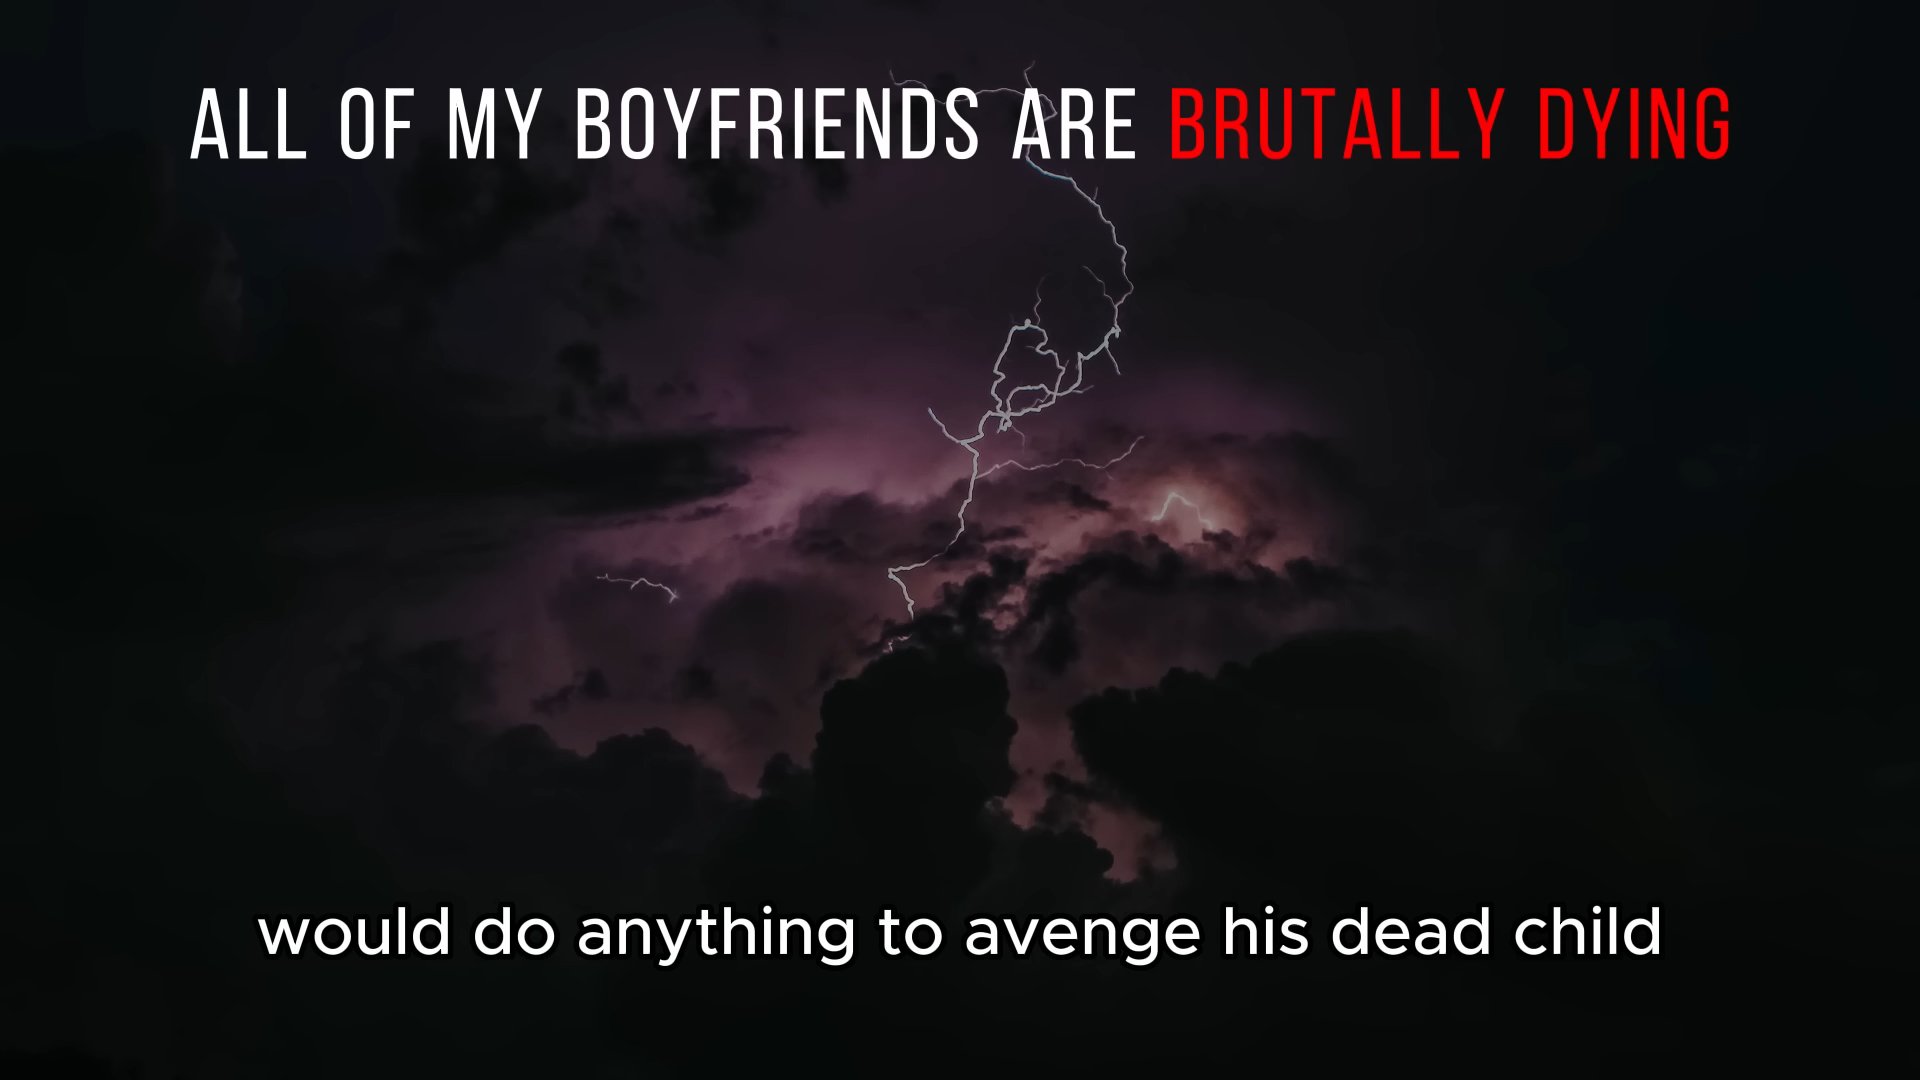 ALL OF MY BOYFRIENDS ARE BRUTALLY DYING
would do anything to avenge his dead child